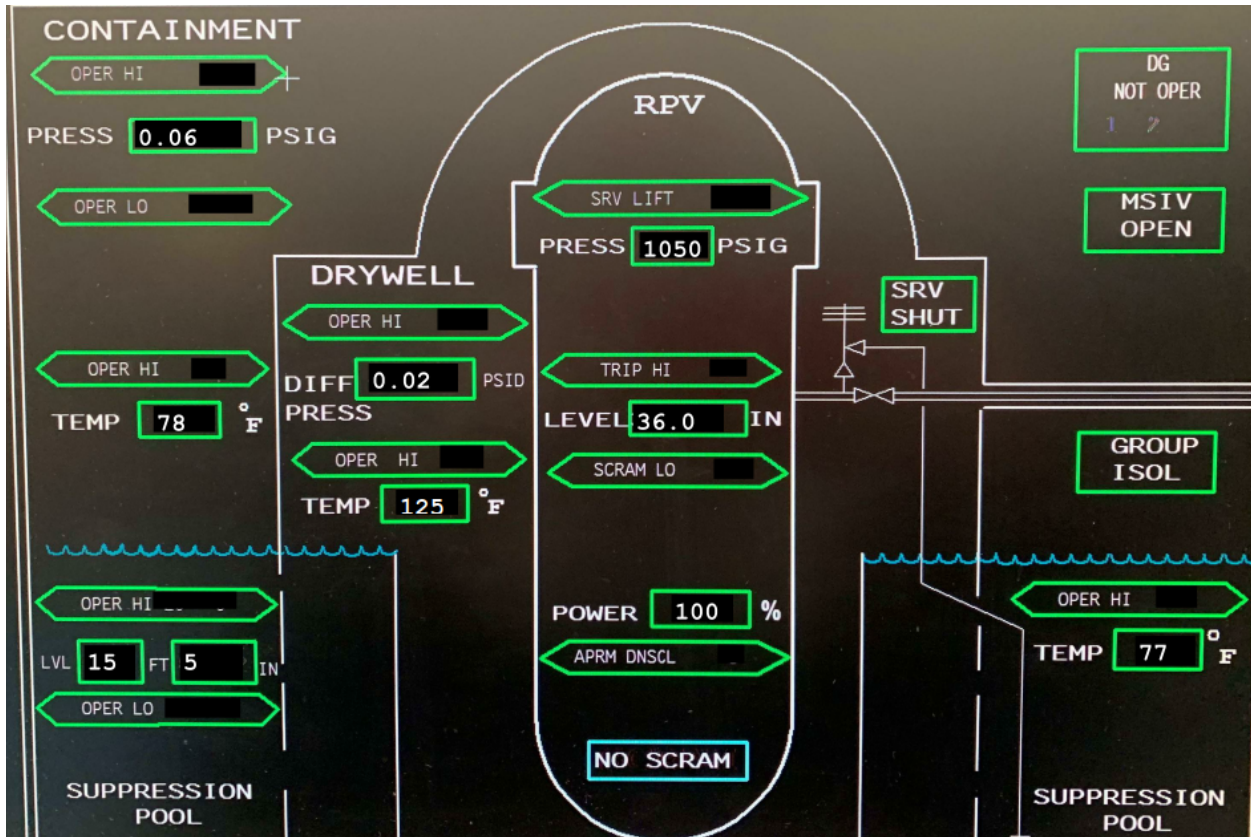 CONTAINMENT
OPER HI
PRESS 0.06 PSIG
OPER LO
OPER HI
TEMP 78 °F
OPER HI
LVL 15 FT 5 IN
OPER LO
SUPPRESSION
POOL
DRYWELL
OPER HI
DIFF 0.02 PSID
PRESS
OPER HI
TEMP 125 °F
RPV
SRV LIFT
PRESS 1050 PSIG
TRIP HI
LEVEL 36.0 IN
SCRAM LO
POWER 100 %
APRM DNSCL
NO SCRAM
SRV
SHUT
DG
NOT OPER
1 2
MSIV
OPEN
GROUP
ISOL
OPER HI
TEMP 77 °F
SUPPRESSION
POOL